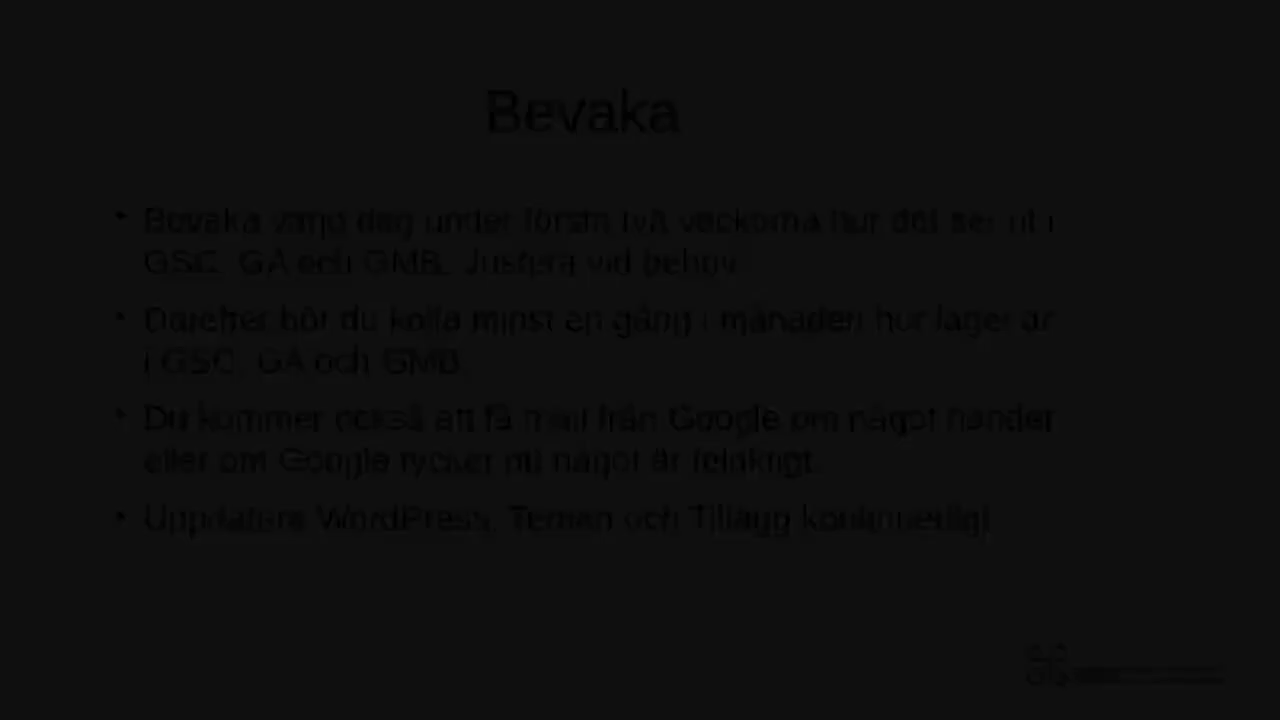 Bevaka
• Bevaka varje dag under första två veckorna hur det ser ut i
GSC, GA och GMB. Justera vid behov.
• Därefter bör du kolla minst en gång i månaden hur läget är
i GSC, GA och GMB.
• Du kommer också att få mail från Google om något händer
eller om Google tycker att något är felaktigt.
• Uppdatera WordPress, Teman och Tillägg kontinuerligt